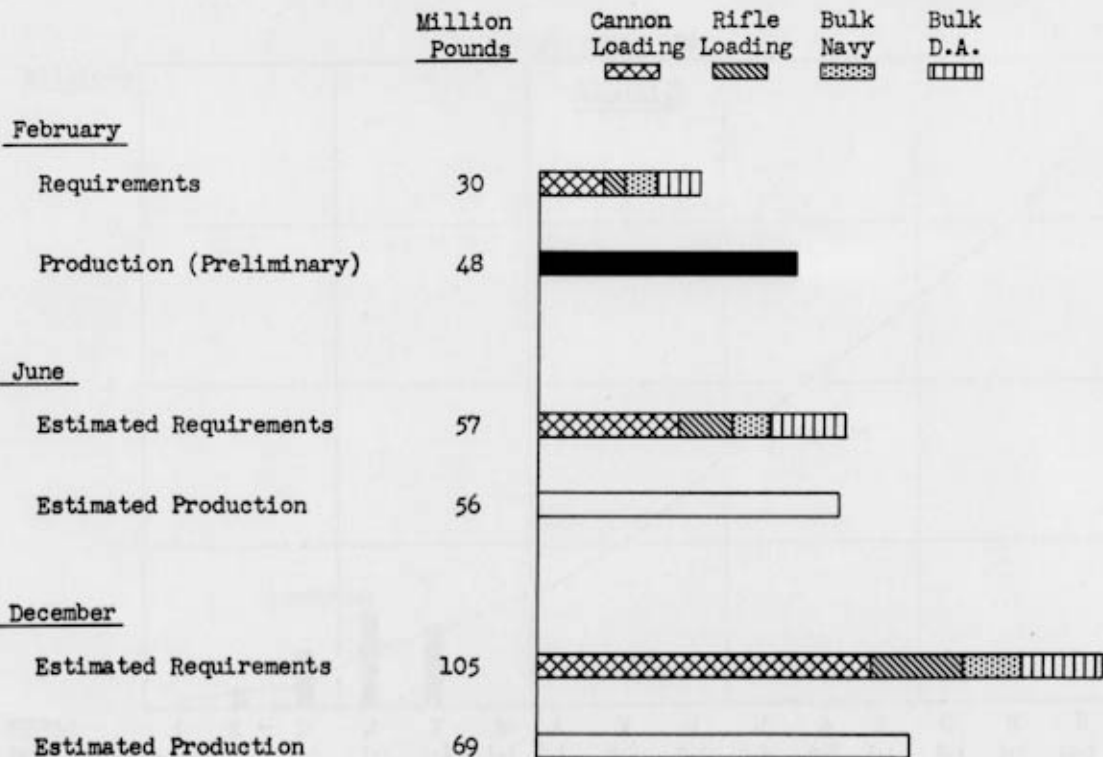 Million Cannon Rifle Bulk Bulk
Pounds Loading Loading Navy D.A.
February
Requirements 30
Production (Preliminary) 48
June
Estimated Requirements 57
Estimated Production 56
December
Estimated Requirements 105
Estimated Production 69